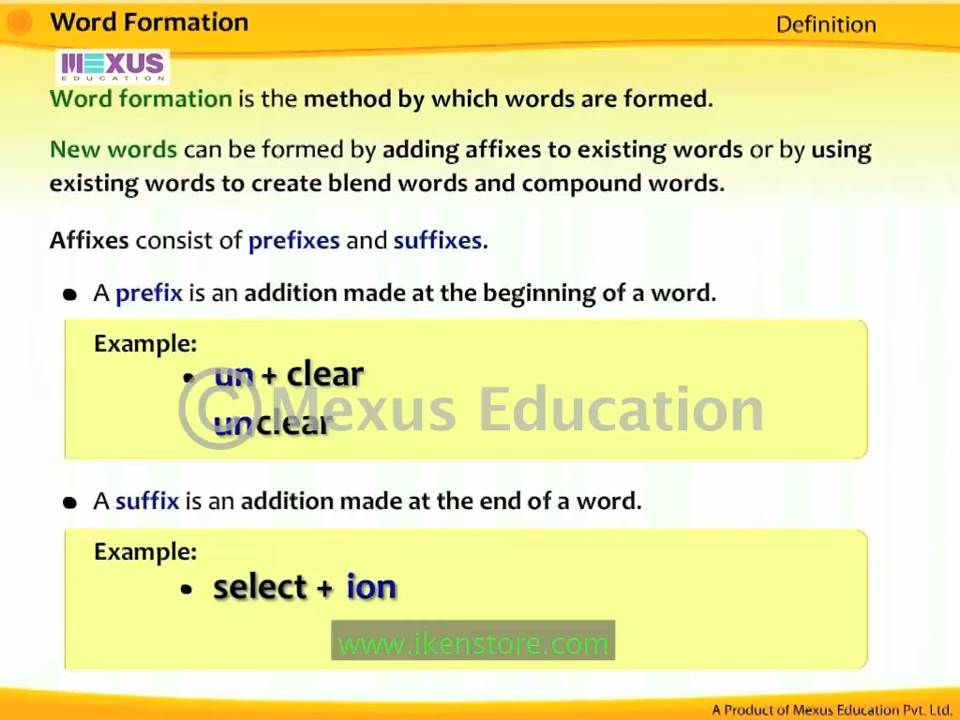 Word Formation
Definition
MEXUS
EDUCATION
Word formation is the method by which words are formed.
New words can be formed by adding affixes to existing words or by using
existing words to create blend words and compound words.
Affixes consist of prefixes and suffixes.
• A prefix is an addition made at the beginning of a word.
Example:
• un + clear
unclear
© Mexus Education
• A suffix is an addition made at the end of a word.
Example:
• select + ion
www.ikenstore.com
A Product of Mexus Education Pvt. Ltd.